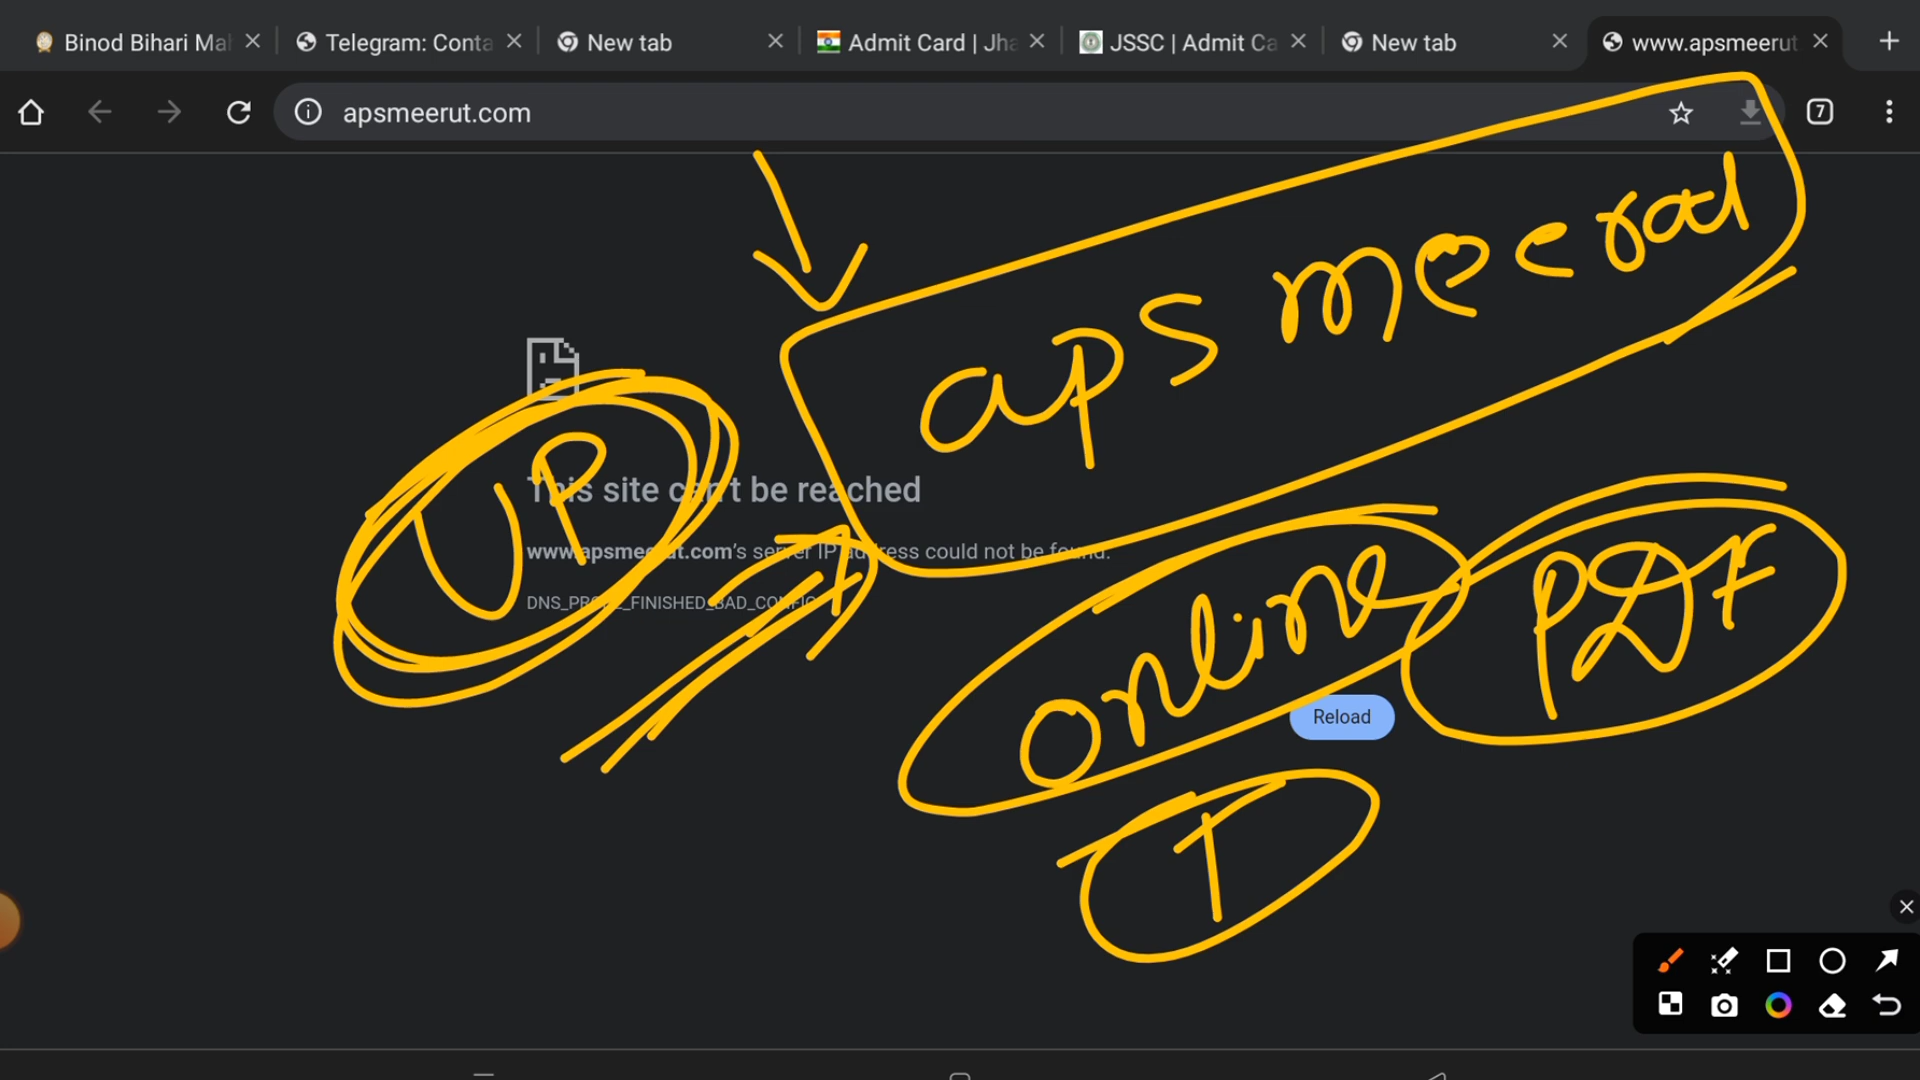 Binod Bihari Ma
Telegram: Conta
New tab
Admit Card | Jha
JSSC | Admit Ca
New tab
www.apsmeerut
apsmeerut.com
7
aps meerad
UP
This site can't be reached
www.apsmeerut.com's server IP address could not be found.
DNS_PROBE_FINISHED_BAD_CONFIG
online
PDF
Reload